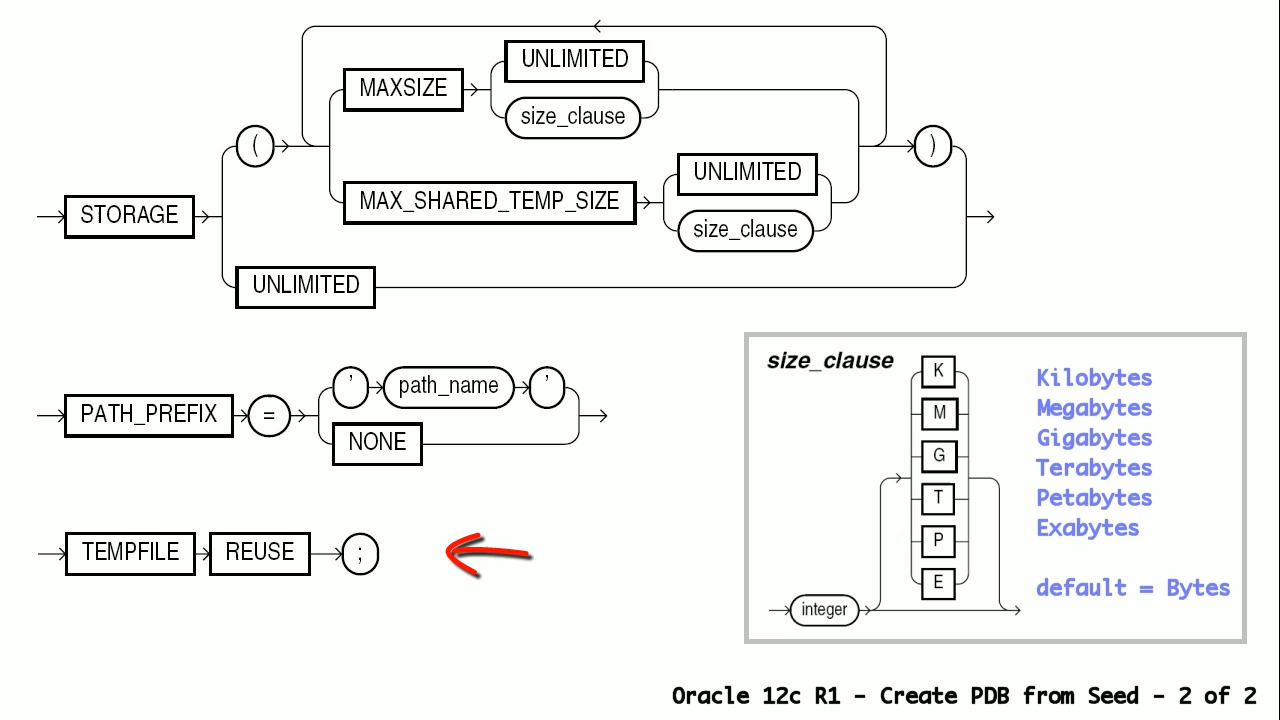 UNLIMITED
MAXSIZE
size_clause
(
)
UNLIMITED
MAX_SHARED_TEMP_SIZE
STORAGE
size_clause
UNLIMITED
' path_name '
PATH_PREFIX =
NONE
TEMPFILE REUSE ;
size_clause
K
M
G
T
P
E
integer
Kilobytes
Megabytes
Gigabytes
Terabytes
Petabytes
Exabytes
default = Bytes
Oracle 12c R1 – Create PDB from Seed – 2 of 2